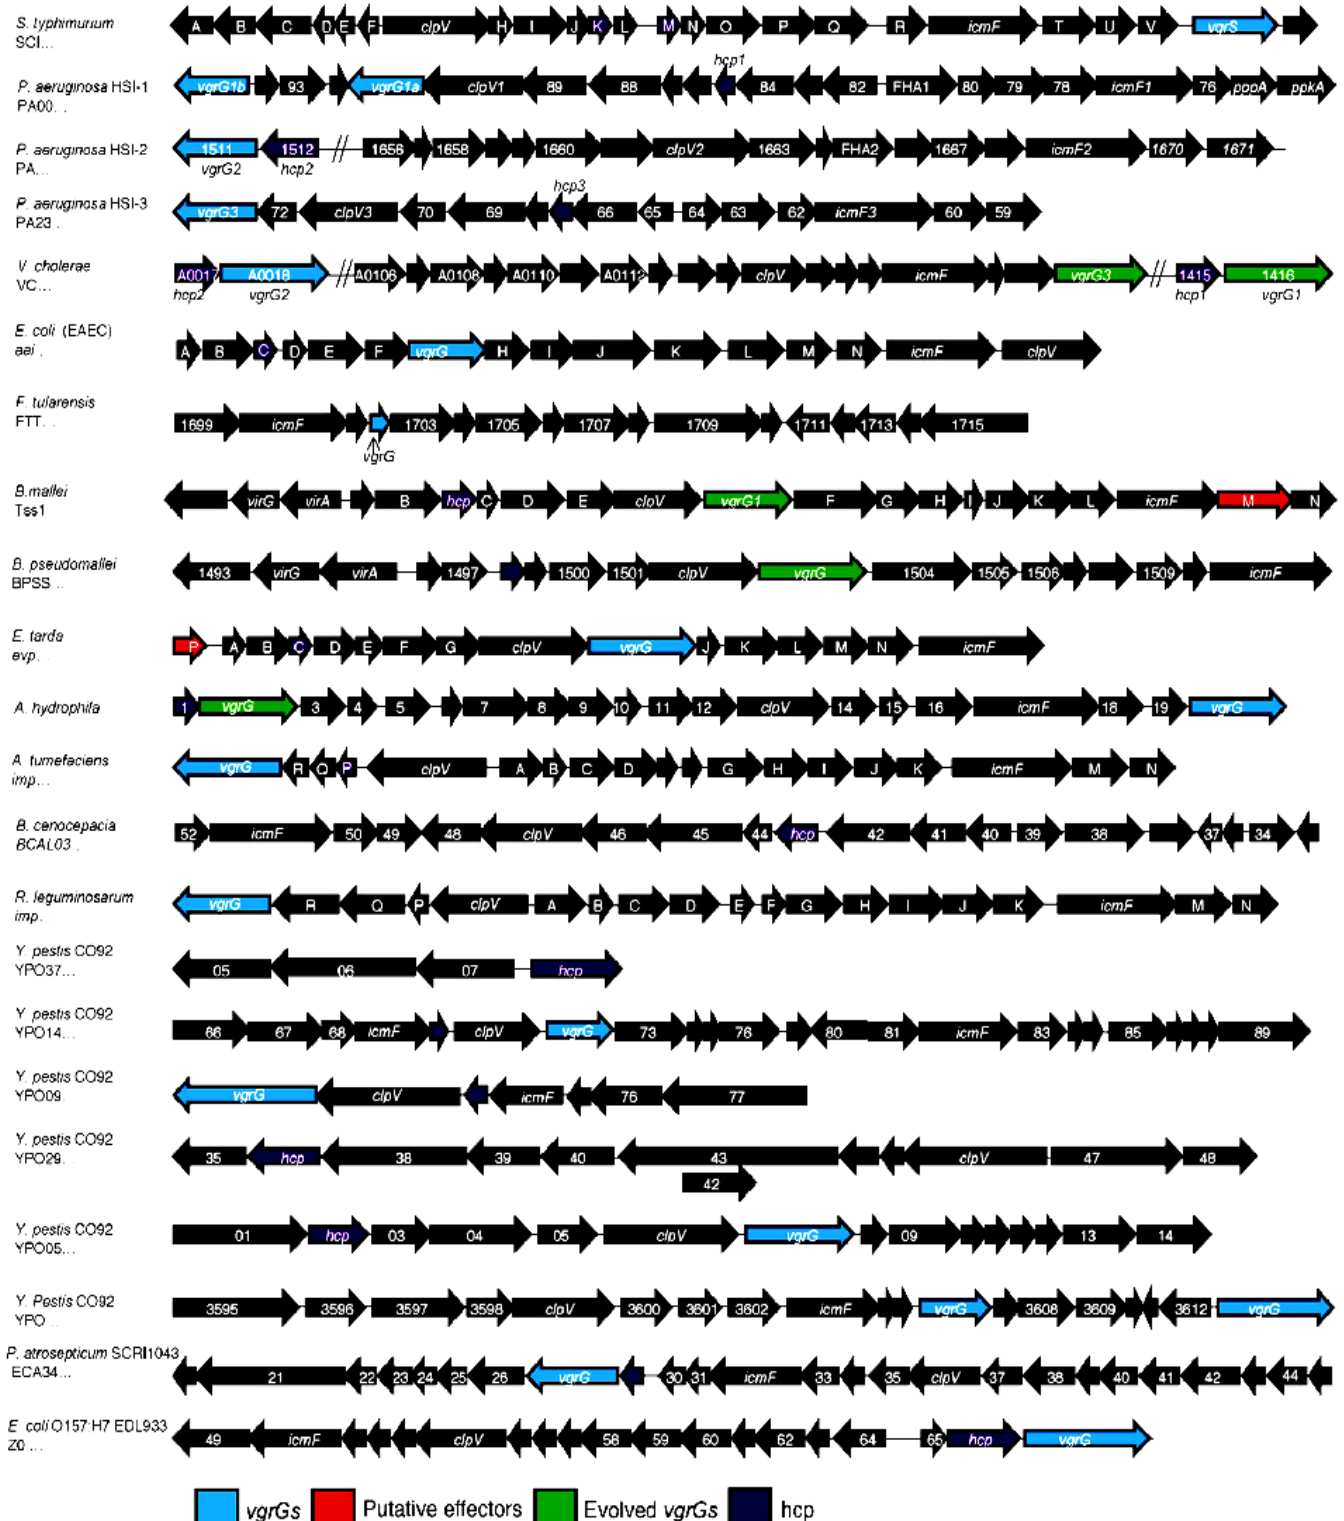 S. typhimurium A B C D E F clpV H I J K L M N O P Q R icmF T U V vgrS
SCI...
hcp1
P. aeruginosa HSI-1 vgrG1b 93 vgrG1a clpV1 89 88 84 82 FHA1 80 79 78 icmF1 76 pppA ppkA
PA00..
P. aeruginosa HSI-2 1511 1512 // 1656 1658 1660 clpV2 1663 FHA2 1667 icmF2 1670 1671
PA... vgrG2 hcp2
hcp3
P. aeruginosa HSI-3 vgrG3 72 clpV3 70 69 66 65 64 63 62 icmF3 60 59
PA23 .
V. cholerae A0017 A0018 // A0106 A0108 A0110 A0112 clpV icmF vgrG3 // 1415 1416
VC... hcp2 vgrG2 hcp1 vgrG1
E. coli (EAEC) A B C D E F vgrG H I J K L M N icmF clpV
aai .
F. tularensis 1699 icmF 1703 1705 1707 1709 1711 1713 1715
FTT. .
vgrG
B.mallei virG virA B hcp C D E clpV vgrG1 F G H I J K L icmF M N
Tss1
B. pseudomallei 1493 virG virA 1497 1500 1501 clpV vgrG 1504 1505 1506 1509 icmF
BPSS...
E. tarda P A B C D E F G clpV vgrG J K L M N icmF
evp..
A. hydrophila 1 vgrG 3 4 5 7 8 9 10 11 12 clpV 14 15 16 icmF 18 19 vgrG
A. tumefaciens vgrG R Q P clpV A B C D G H I J K icmF M N
imp...
B. cenocepacia 52 icmF 50 49 48 clpV 46 45 44 hcp 42 41 40 39 38 37 34
BCAL03 .
R. leguminosarum vgrG R Q P clpV A B C D E F G H I J K icmF M N
imp..
Y. pestis CO92 05 06 07 hcp
YPO37...
Y. pestis CO92 66 67 68 icmF clpV vgrG 73 76 80 81 icmF 83 85 89
YPO14...
Y. pestis CO92 vgrG clpV icmF 76 77
YPO09.
Y. pestis CO92 35 hcp 38 39 40 43 clpV 47 48
YPO29...
42
Y. pestis CO92 01 hcp 03 04 05 clpV vgrG 09 13 14
YPO05...
Y. Pestis CO92 3595 3596 3597 3598 clpV 3600 3601 3602 icmF vgrG 3608 3609 3612 vgrG
YPO ...
P. atrosepticum SCRI1043 21 22 23 24 25 26 vgrG 30 31 icmF 33 35 clpV 37 38 40 41 42 44
ECA34...
E. coli O157:H7 EDL933 49 icmF clpV 58 59 60 62 64 65 hcp vgrG
Z0 ...
vgrGs Putative effectors Evolved vgrGs hcp